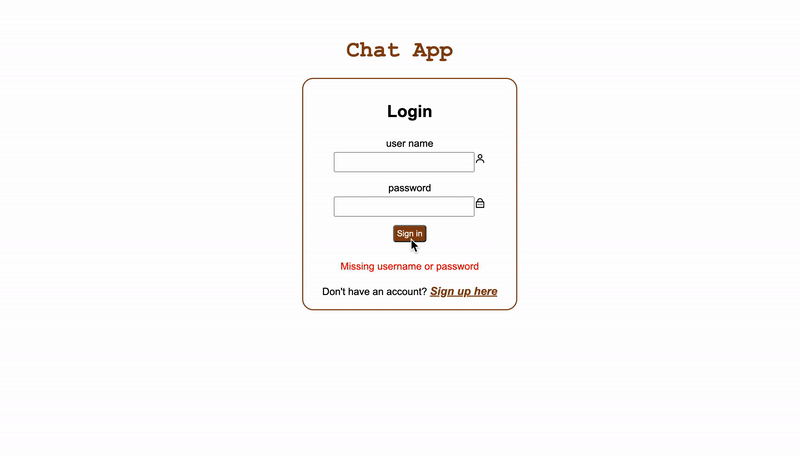 Chat App
Login
user name
password
Sign in
Missing username or password
Don't have an account? Sign up here